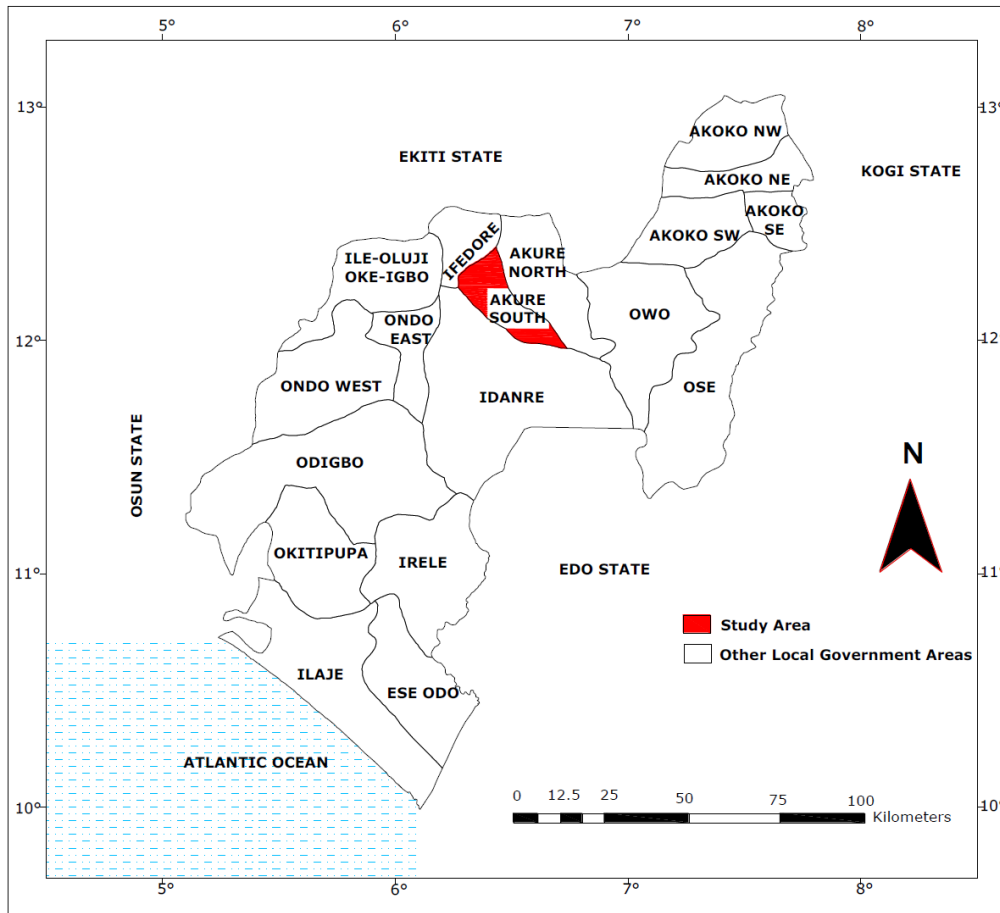 5°
6°
7°
8°
13°
13°
AKOKO NW
EKITI STATE
KOGI STATE
AKOKO NE
AKOKO
SE
AKOKO SW
IFEDORE
AKURE
NORTH
ILE-OLUJI
OKE-IGBO
AKURE
SOUTH
OWO
ONDO
EAST
12°
12°
ONDO WEST
IDANRE
OSE
OSUN STATE
ODIGBO
N
OKITIPUPA
IRELE
EDO STATE
11°
11°
Study Area
Other Local Government Areas
ILAJE
ESE ODO
ATLANTIC OCEAN
10°
10°
0 12.5 25 50 75 100
Kilometers
5°
6°
7°
8°